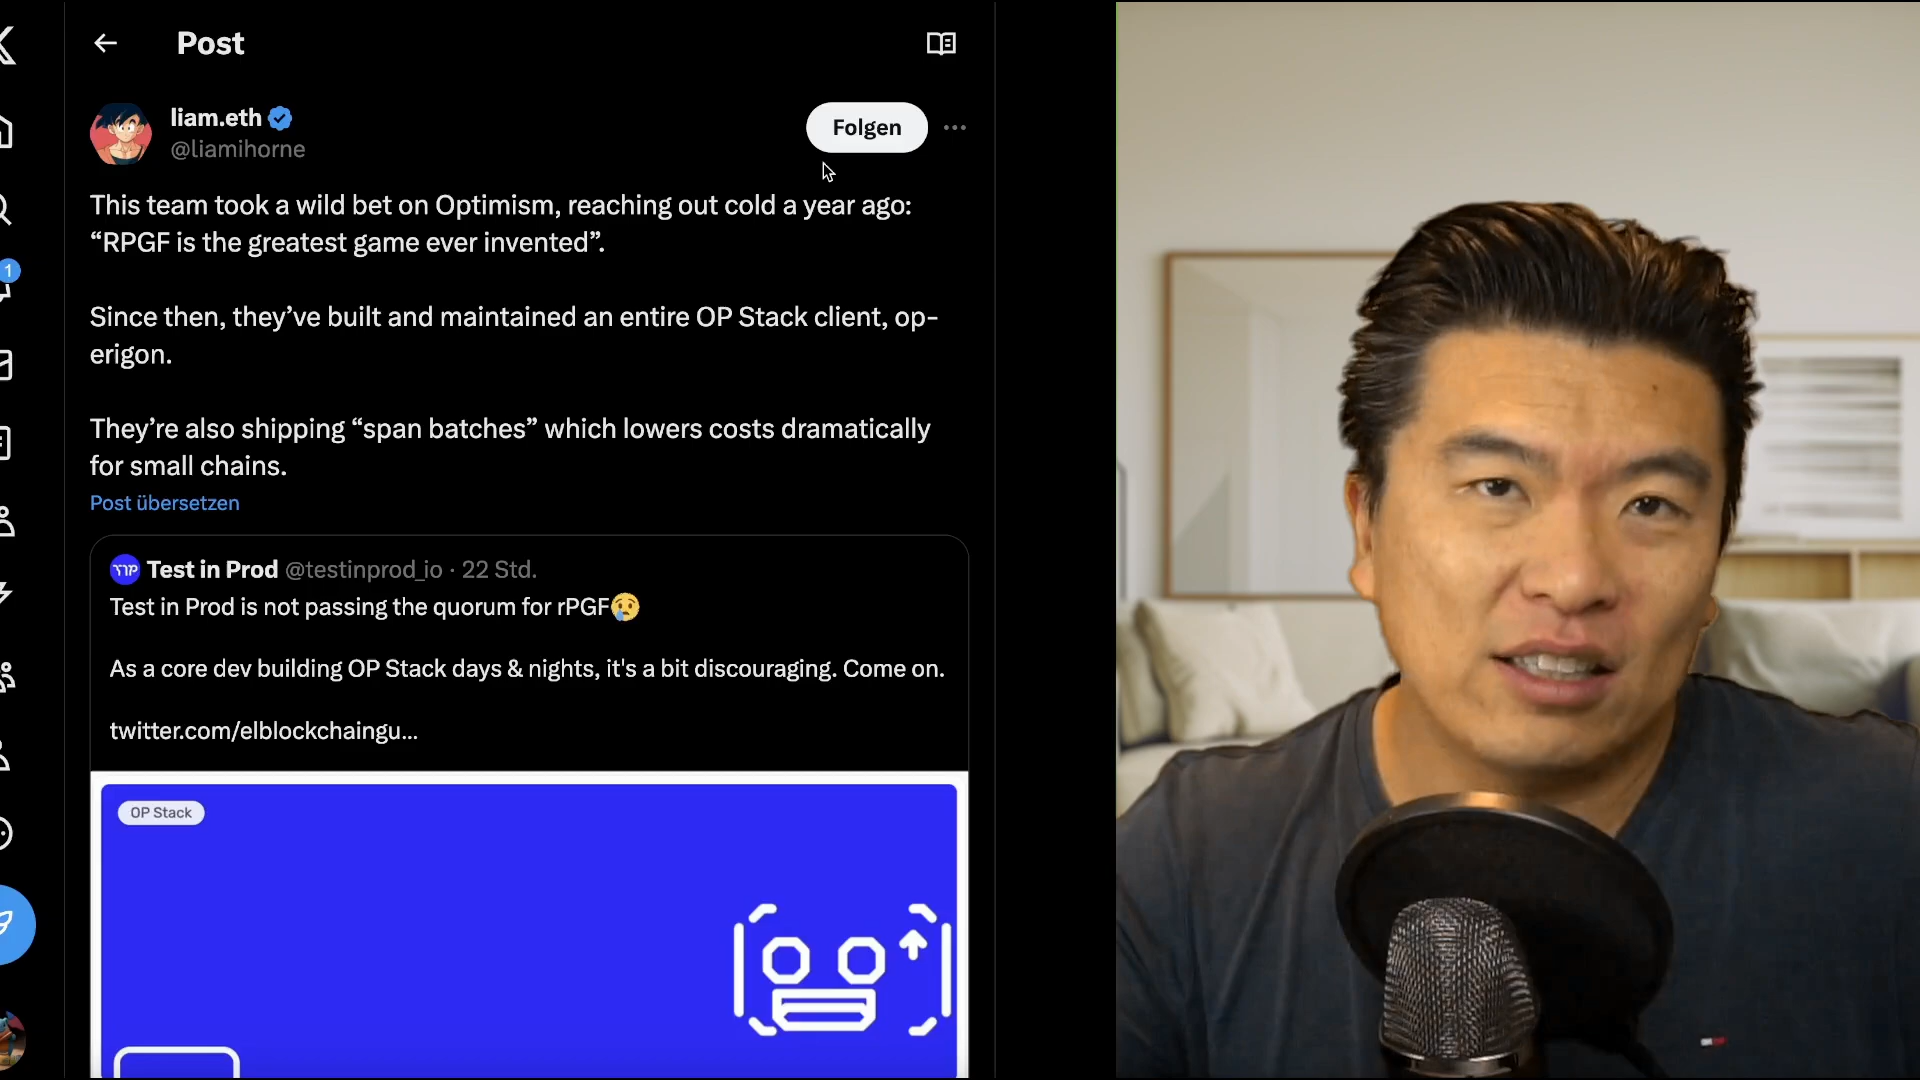 Post
liam.eth
@liamihorne
Folgen
This team took a wild bet on Optimism, reaching out cold a year ago:
“RPGF is the greatest game ever invented”.
Since then, they’ve built and maintained an entire OP Stack client, op-
erigon.
They’re also shipping “span batches” which lowers costs dramatically
for small chains.
Post übersetzen
1
TTP Test in Prod @testinprod_io · 22 Std.
Test in Prod is not passing the quorum for rPGF😢
As a core dev building OP Stack days & nights, it's a bit discouraging. Come on.
twitter.com/elblockchaingu...
OP Stack